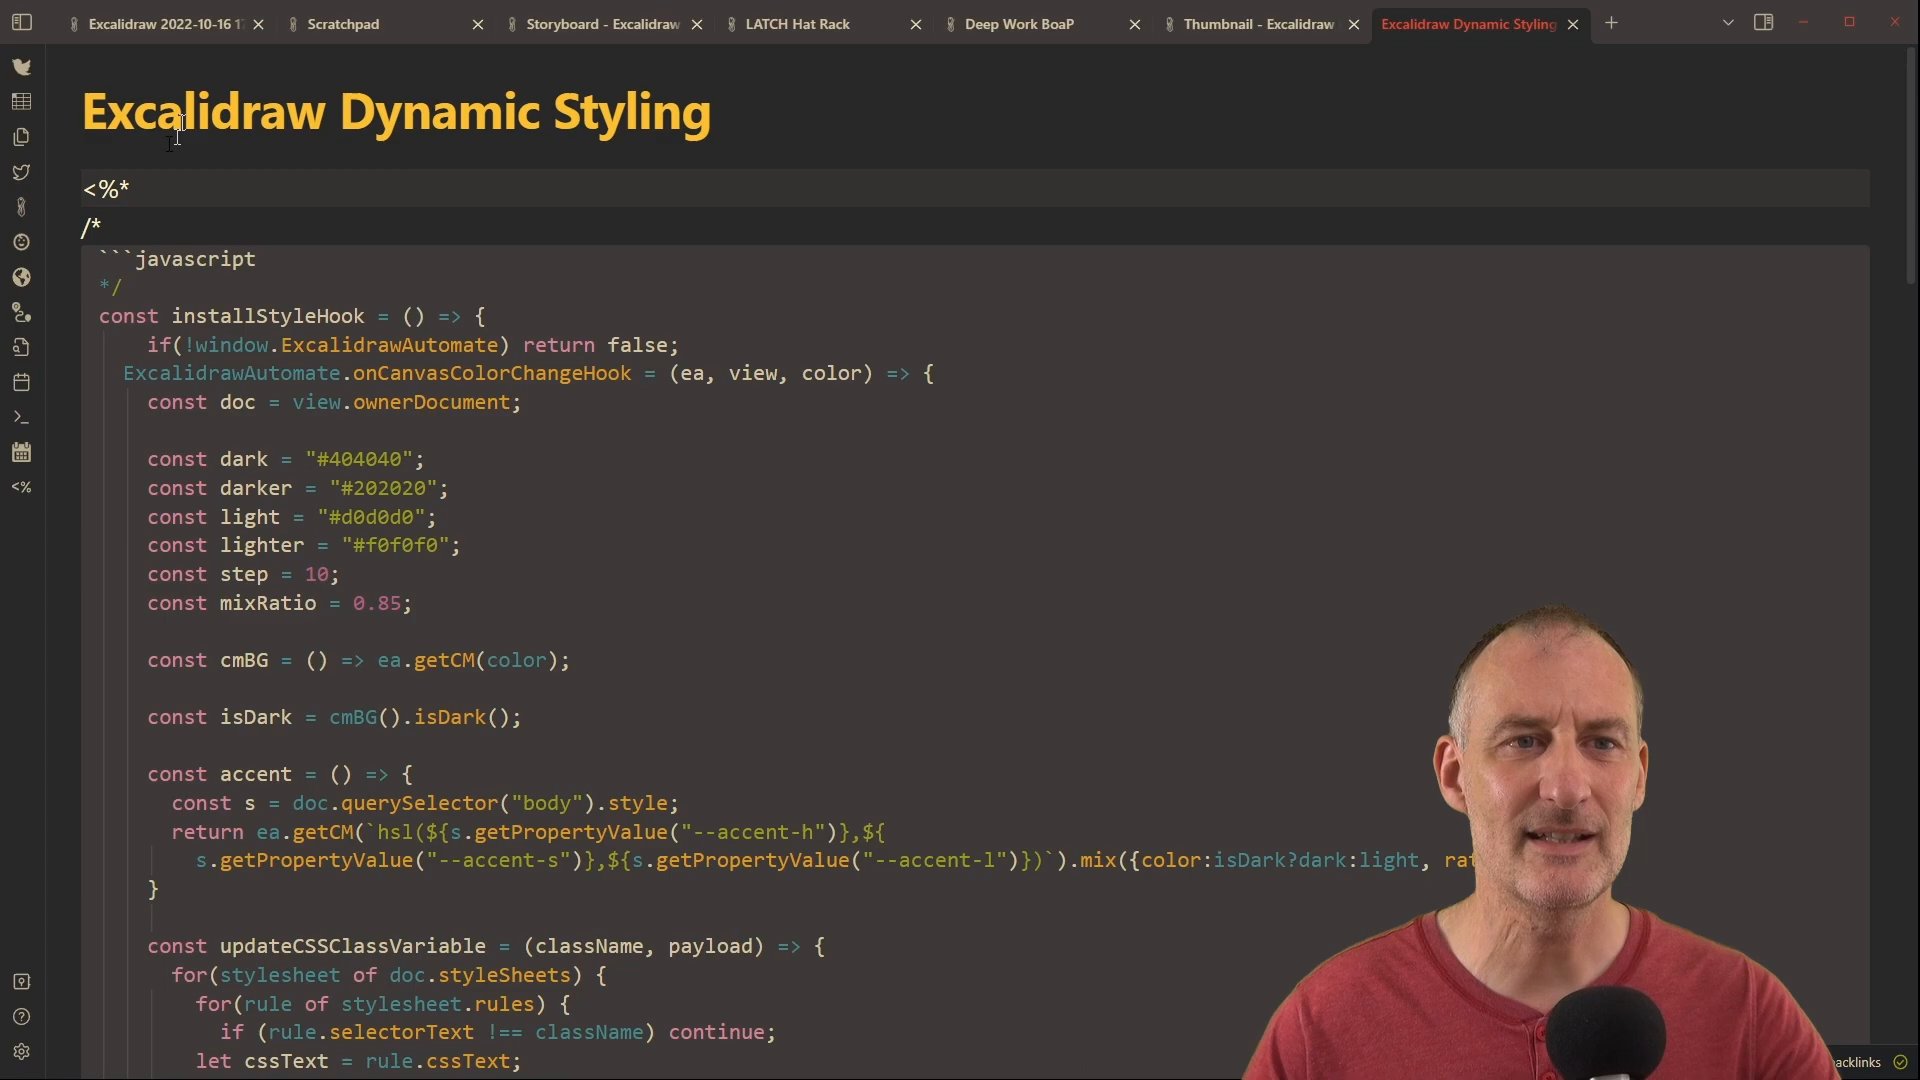 Excalidraw 2022-10-16 1
Scratchpad
Storyboard - Excalidraw
LATCH Hat Rack
Deep Work BoaP
Thumbnail - Excalidraw
Excalidraw Dynamic Styling
Excalidraw Dynamic Styling
<%*
/*
```javascript
*/
const installStyleHook = () => {
if(!window.ExcalidrawAutomate) return false;
ExcalidrawAutomate.onCanvasColorChangeHook = (ea, view, color) => {
const doc = view.ownerDocument;
const dark = "#404040";
const darker = "#202020";
const light = "#d0d0d0";
const lighter = "#f0f0f0";
const step = 10;
const mixRatio = 0.85;
const cmBG = () => ea.getCM(color);
const isDark = cmBG().isDark();
const accent = () => {
const s = doc.querySelector("body").style;
return ea.getCM(`hsl(${s.getPropertyValue("--accent-h")},${
s.getPropertyValue("--accent-s")},${s.getPropertyValue("--accent-l")})`).mix({color:isDark?dark:light, rat
}
const updateCSSClassVariable = (className, payload) => {
for(stylesheet of doc.styleSheets) {
for(rule of stylesheet.rules) {
if (rule.selectorText !== className) continue;
let cssText = rule.cssText;
<%
acklinks